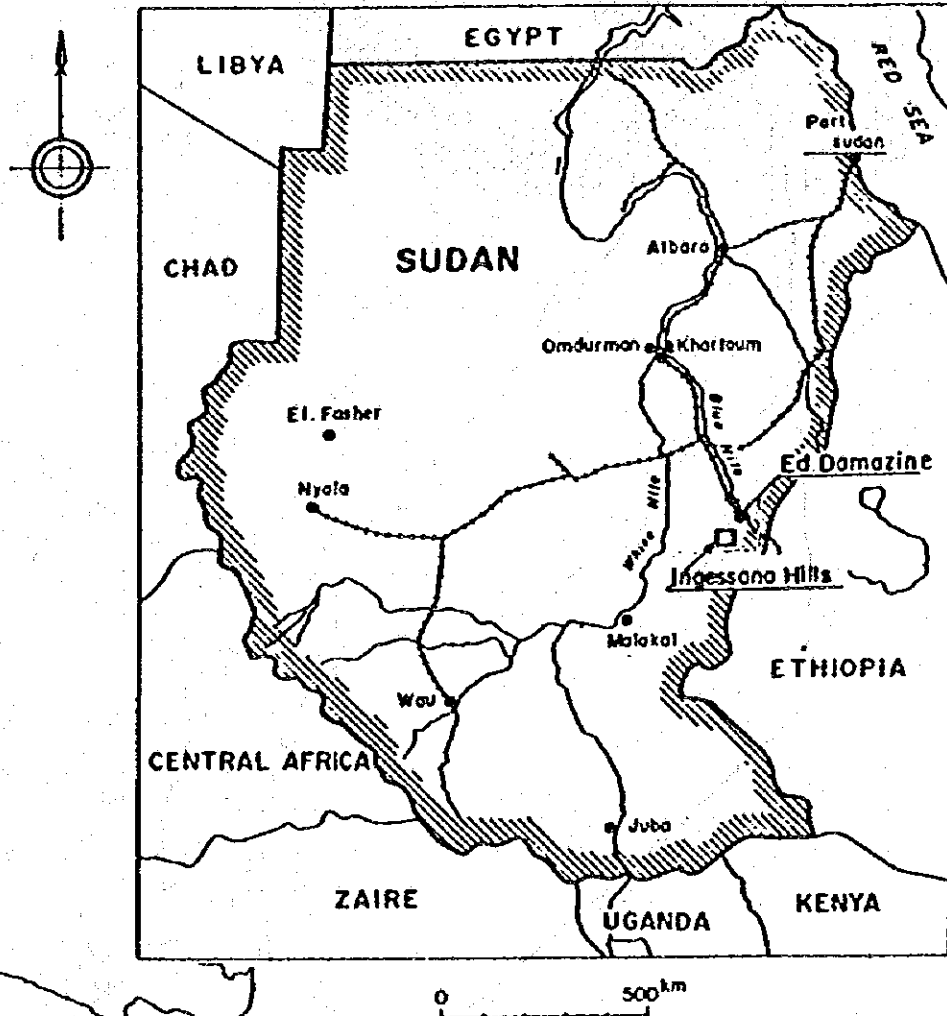 EGYPT
LIBYA
RED SEA
Port
sudan
CHAD
SUDAN
Atbara
Omdurman
Khartoum
Blue Nile
El. Fasher
Ed. Damazine
Nyala
White Nile
Ingessana Hills
Malakal
ETHIOPIA
Wau
CENTRAL AFRICA
Juba
ZAIRE
UGANDA
KENYA
0 500km